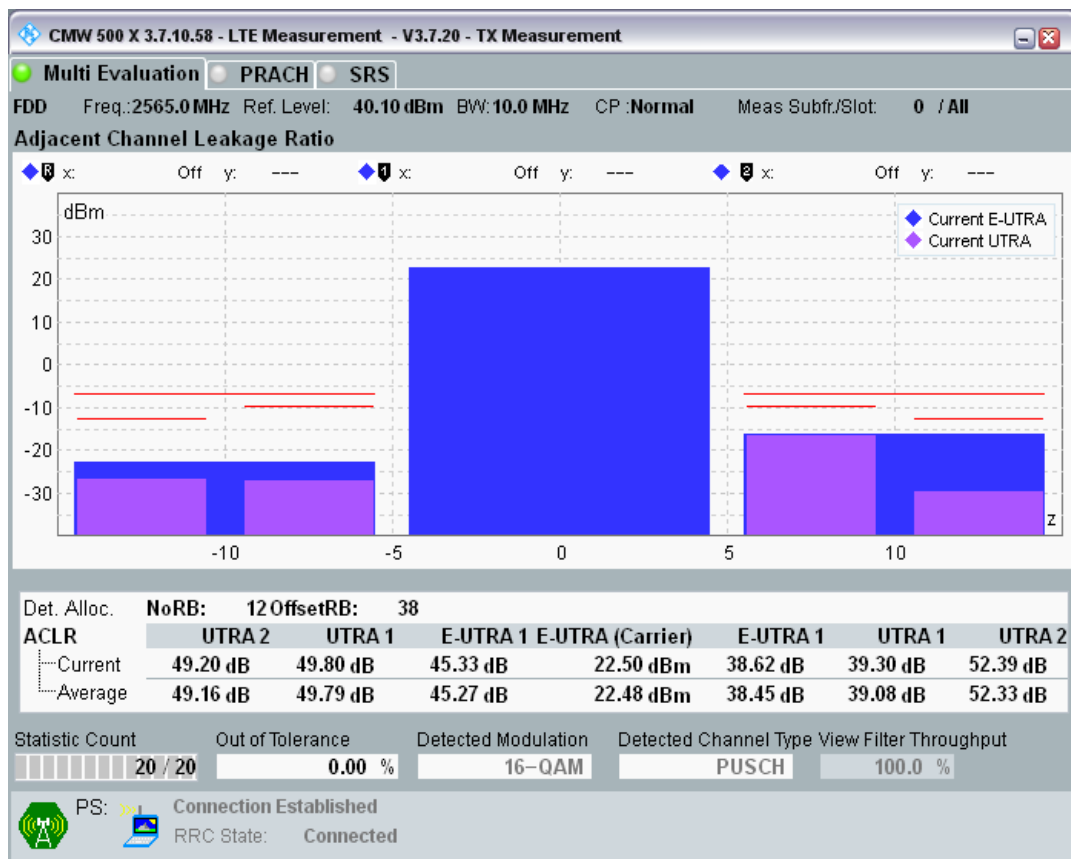 CMW 500 X 3.7.10.58 - LTE Measurement - V3.7.20 - TX Measurement
Multi Evaluation PRACH SRS
FDD Freq.:2565.0 MHz Ref. Level: 40.10 dBm BW: 10.0 MHz CP :Normal Meas Subfr./Slot: 0 / All
Adjacent Channel Leakage Ratio
R x: Off y: --- 1 x: Off y: --- 2 x: Off y: ---
dBm
Current E-UTRA
Current UTRA
30
20
10
0
-10
-20
-30
z
-10 -5 0 5 10
Det. Alloc. NoRB: 12 OffsetRB: 38
ACLR UTRA 2 UTRA 1 E-UTRA 1 E-UTRA (Carrier) E-UTRA 1 UTRA 1 UTRA 2
Current 49.20 dB 49.80 dB 45.33 dB 22.50 dBm 38.62 dB 39.30 dB 52.39 dB
Average 49.16 dB 49.79 dB 45.27 dB 22.48 dBm 38.45 dB 39.08 dB 52.33 dB
Statistic Count Out of Tolerance Detected Modulation Detected Channel Type View Filter Throughput
20 / 20 0.00 % 16-QAM PUSCH 100.0 %
PS: Connection Established
RRC State: Connected